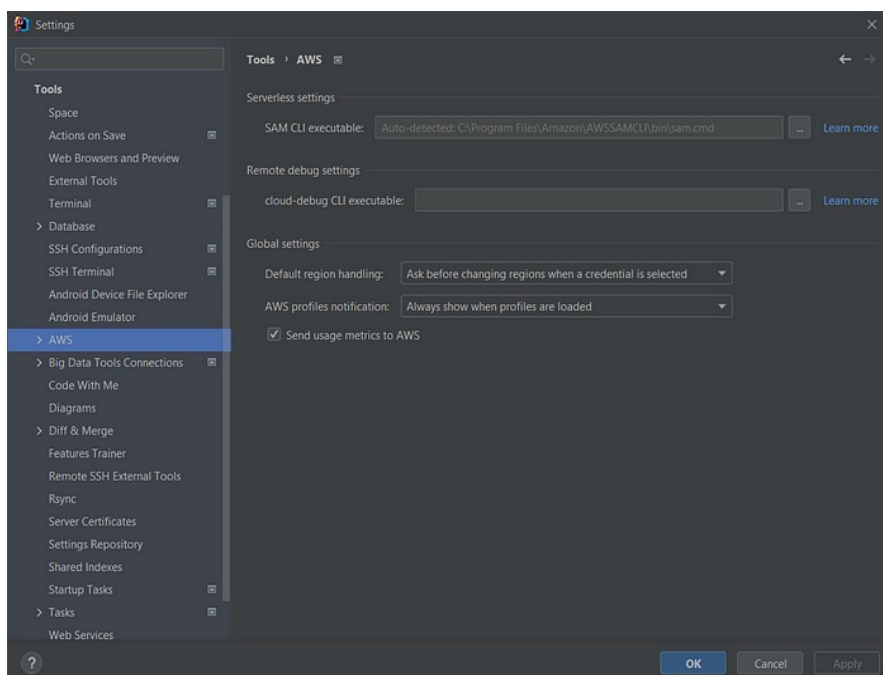 Settings
Tools
Space
Actions on Save
Web Browsers and Preview
External Tools
Terminal
Database
SSH Configurations
SSH Terminal
Android Device File Explorer
Android Emulator
AWS
Big Data Tools Connections
Code With Me
Diagrams
Diff & Merge
Features Trainer
Remote SSH External Tools
Rsync
Server Certificates
Settings Repository
Shared Indexes
Startup Tasks
Tasks
Web Services
Tools › AWS
Serverless settings
SAM CLI executable: Auto-detected: C:\Program Files\Amazon\AWSSAMCLI\bin\sam.cmd ... Learn more
Remote debug settings
cloud-debug CLI executable: ... Learn more
Global settings
Default region handling: Ask before changing regions when a credential is selected
AWS profiles notification: Always show when profiles are loaded
Send usage metrics to AWS
? OK Cancel Apply